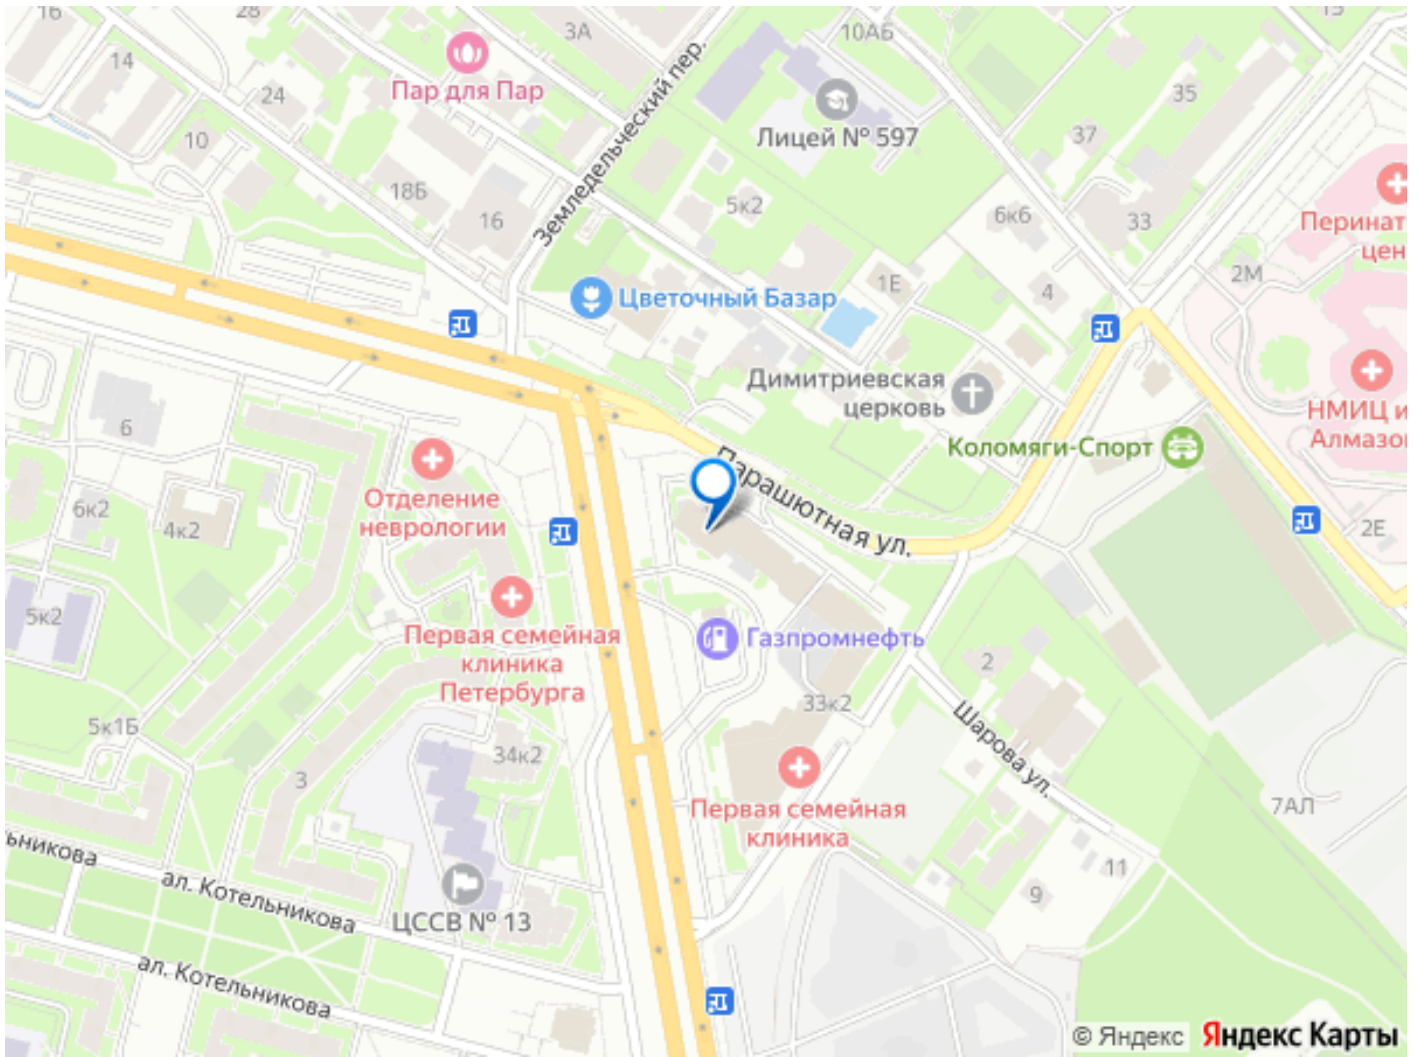 16
28
3А
10АБ
15
14
Пар для Пар
24
Земледельческий пер.
Лицей № 597
35
37
10
18Б
16
5к2
6к6
33
Перинат
цен
2М
1Е
4
Цветочный Базар
Димитриевская
церковь
НМИЦ и
Алмазо
6
Коломяги-Спорт
Парашютная ул.
Отделение
неврологии
6к2
4к2
2Е
5к2
Первая семейная
клиника
Петербурга
Газпромнефть
2
33к2
Шарова ул.
5к1Б
34к2
3
Первая семейная
клиника
7АЛ
льникова
ал. Котельникова
11
9
ЦССВ № 13
ал. Котельникова
© Яндекс Яндекс Карты